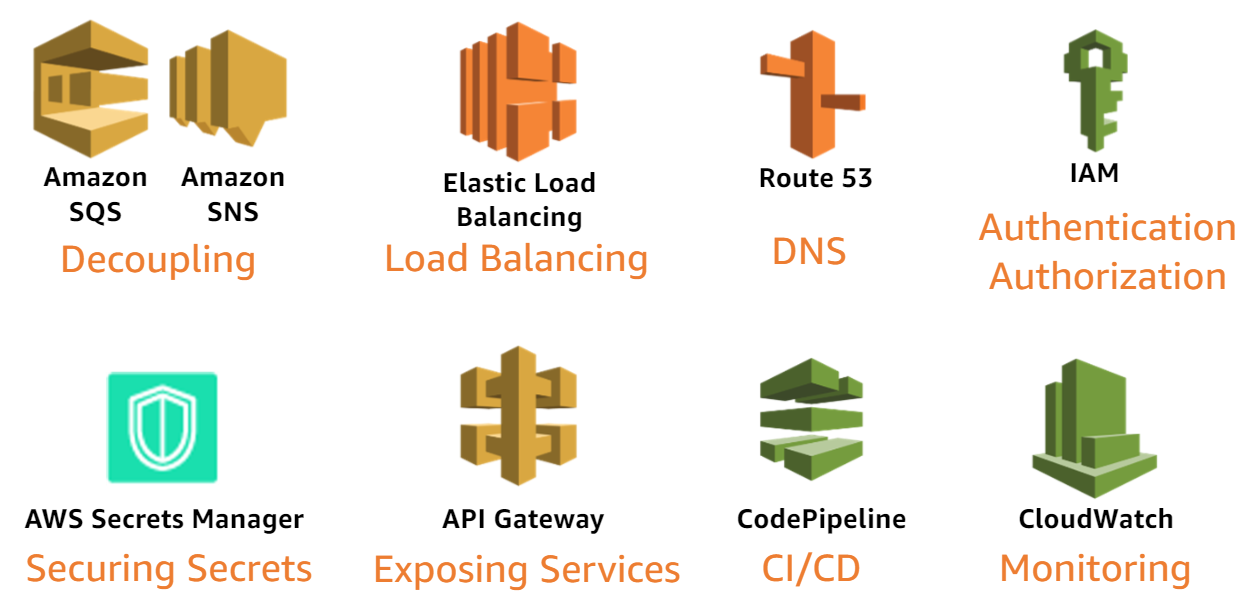 Amazon SQS
Amazon SNS
Decoupling
Elastic Load
Balancing
Load Balancing
Route 53
DNS
IAM
Authentication
Authorization
AWS Secrets Manager
Securing Secrets
API Gateway
Exposing Services
CodePipeline
CI/CD
CloudWatch
Monitoring